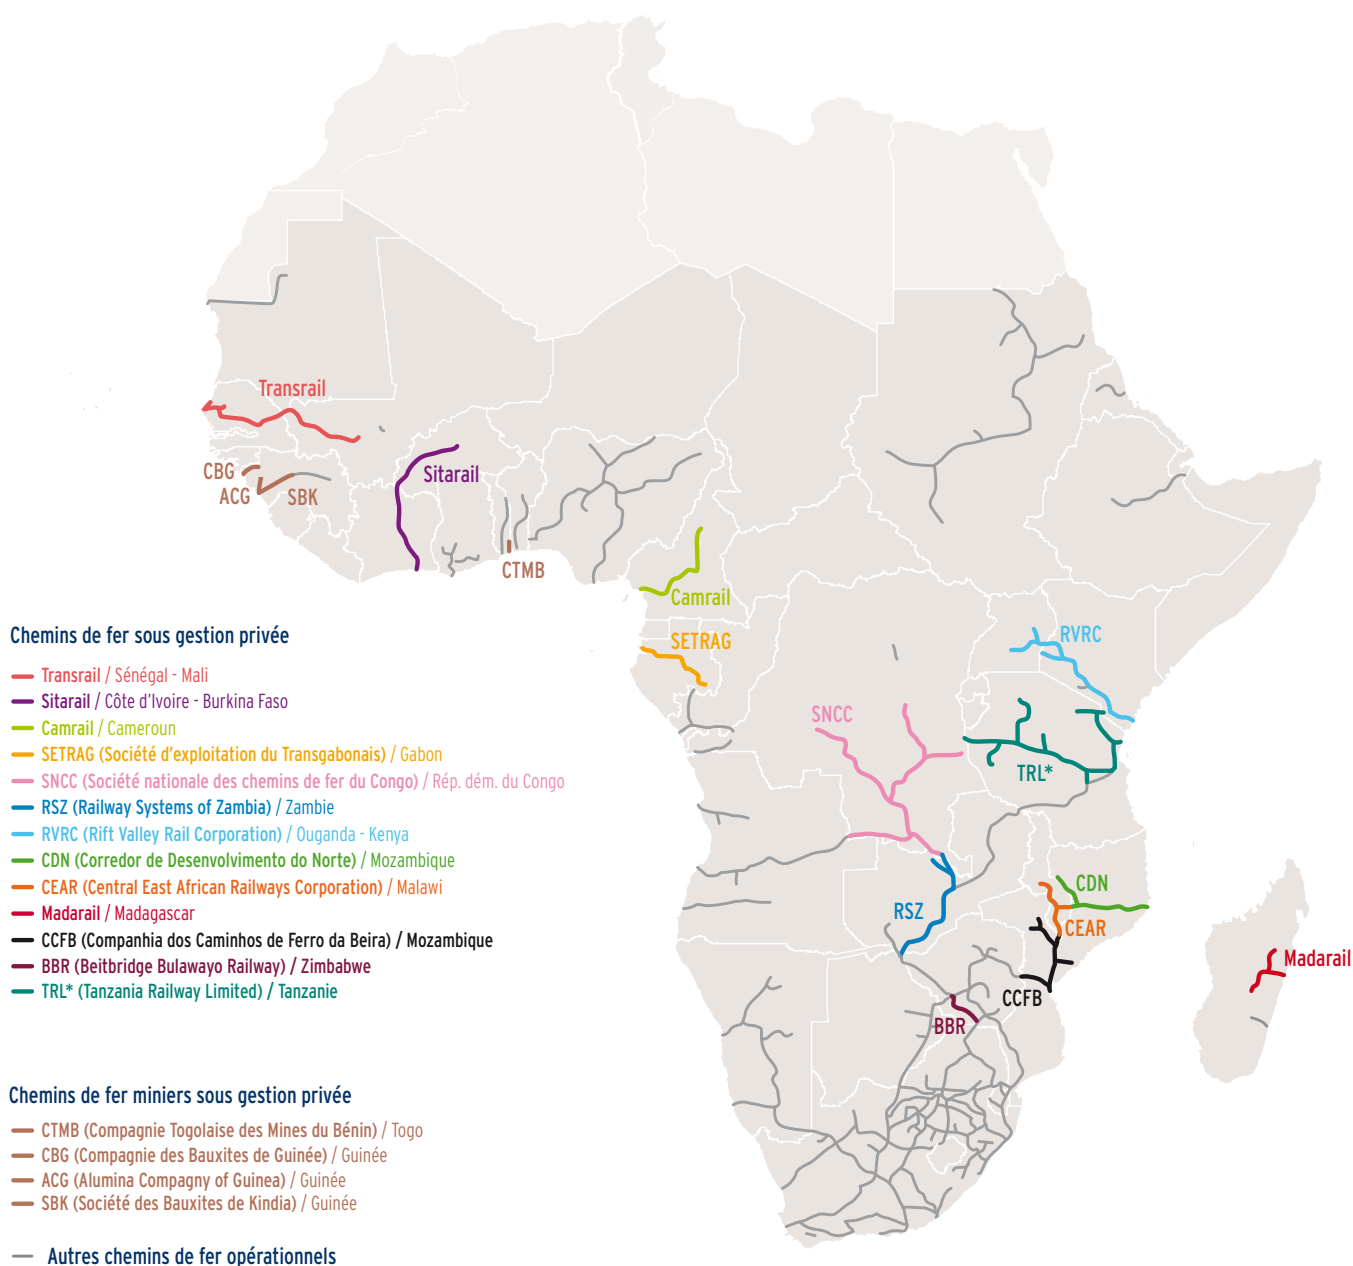 Transrail
CBG
ACG
SBK
Sitarail
CTMB
Camrail
SETRAG
RVRC
SNCC
TRL*
CDN
RSZ
CEAR
Madarail
CCFB
BBR
Chemins de fer sous gestion privée
Transrail / Sénégal - Mali
Sitarail / Côte d'Ivoire - Burkina Faso
Camrail / Cameroun
SETRAG (Société d'exploitation du Transgabonais) / Gabon
SNCC (Société nationale des chemins de fer du Congo) / Rép. dém. du Congo
RSZ (Railway Systems of Zambia) / Zambie
RVRC (Rift Valley Rail Corporation) / Ouganda - Kenya
CDN (Corredor de Desenvolvimento do Norte) / Mozambique
CEAR (Central East African Railways Corporation) / Malawi
Madarail / Madagascar
CCFB (Companhia dos Caminhos de Ferro da Beira) / Mozambique
BBR (Beitbridge Bulawayo Railway) / Zimbabwe
TRL* (Tanzania Railway Limited) / Tanzanie
Chemins de fer miniers sous gestion privée
CTMB (Compagnie Togolaise des Mines du Bénin) / Togo
CBG (Compagnie des Bauxites de Guinée) / Guinée
ACG (Alumina Compagny of Guinea) / Guinée
SBK (Société des Bauxites de Kindia) / Guinée
Autres chemins de fer opérationnels